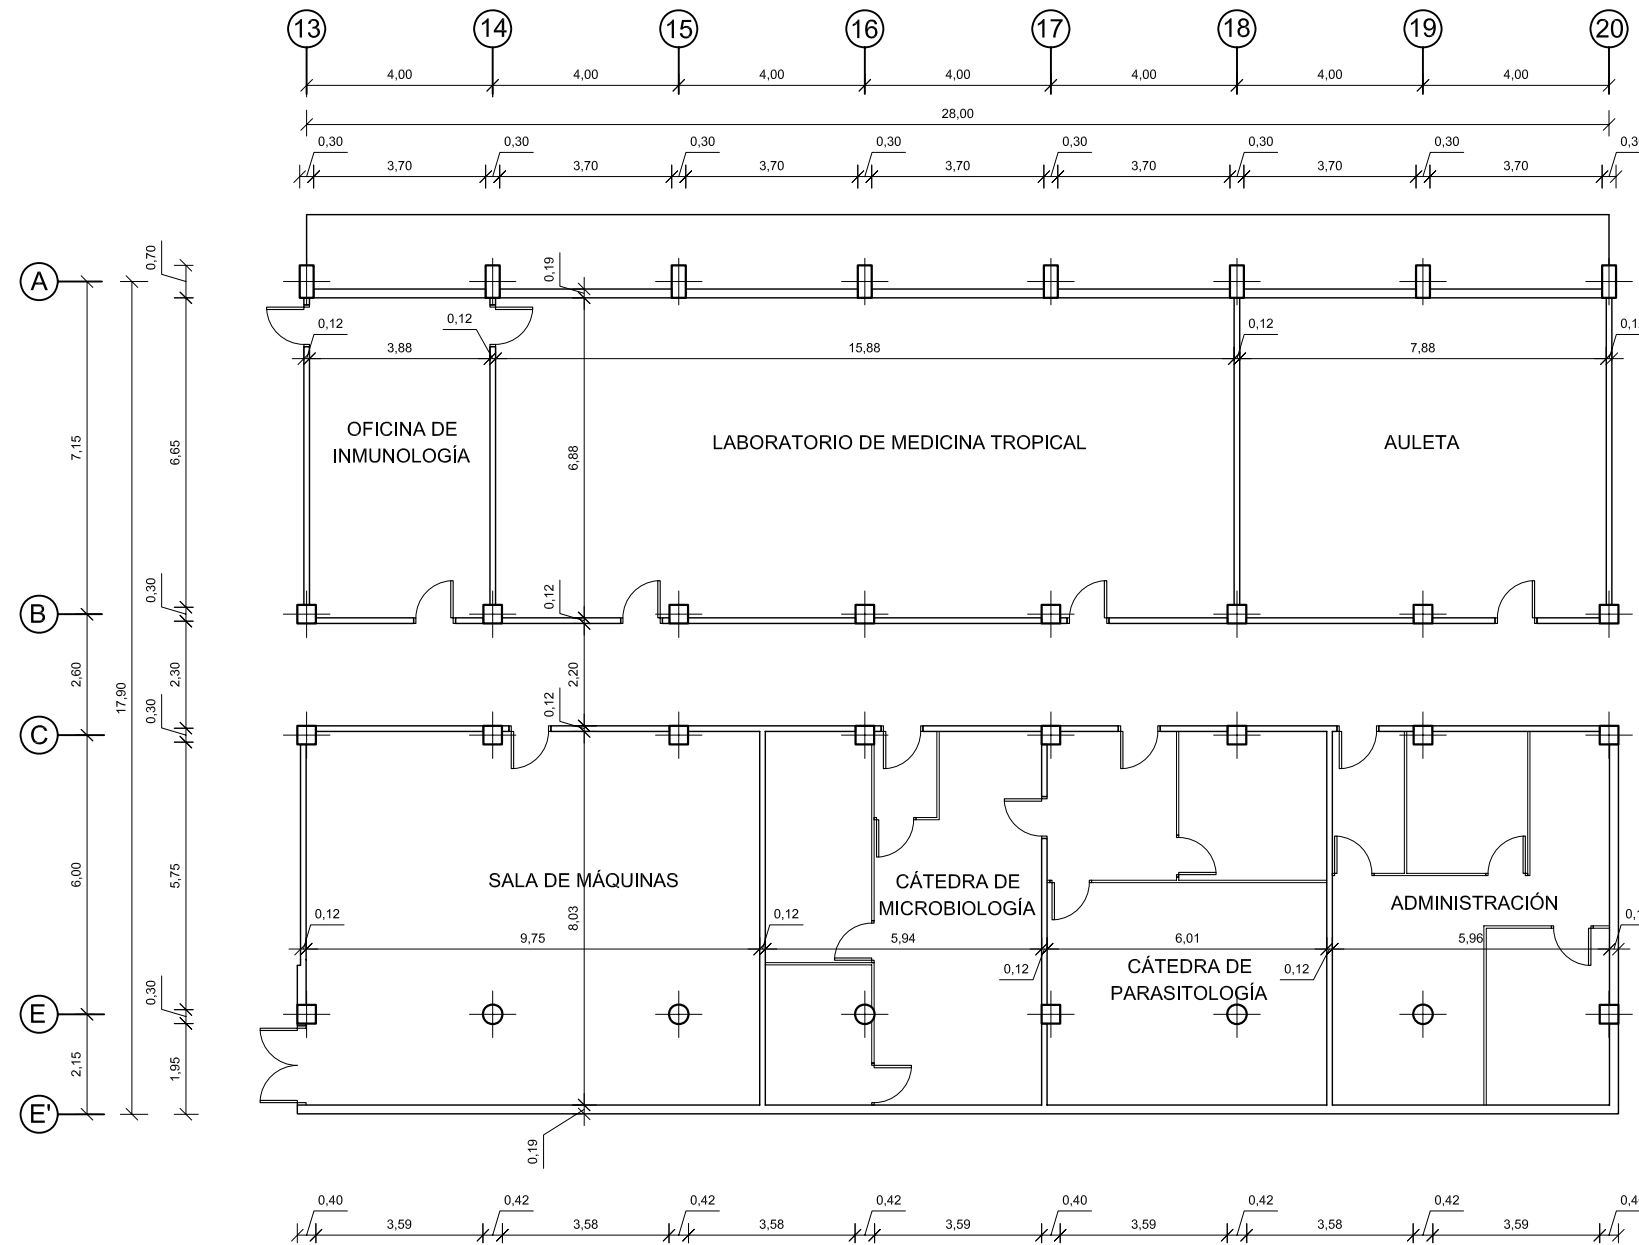 13 14 15 16 17 18 19 20
4,00 4,00 4,00 4,00 4,00 4,00 4,00
28,00
0,30 0,30 0,30 0,30 0,30 0,30 0,30
3,70 3,70 3,70 3,70 3,70 3,70 3,70
0,70
0,19
A
0,12 0,12 0,12
3,88 15,88 7,88
OFICINA DE
INMUNOLOGÍA
LABORATORIO DE MEDICINA TROPICAL
AULETA
7,15
6,65
6,88
0,30
0,12
B
2,60
17,90
2,30
2,20
0,30
0,12
C
6,00
5,75
SALA DE MÁQUINAS
8,03
CÁTEDRA DE
MICROBIOLOGÍA
ADMINISTRACIÓN
0,12 0,12
9,75 5,94 6,01 5,96
0,12 0,12
CÁTEDRA DE
PARASITOLOGÍA
0,30
E
2,15
1,95
E'
0,19
0,40 0,42 0,42 0,42 0,40 0,42 0,42
3,59 3,58 3,58 3,59 3,59 3,58 3,59